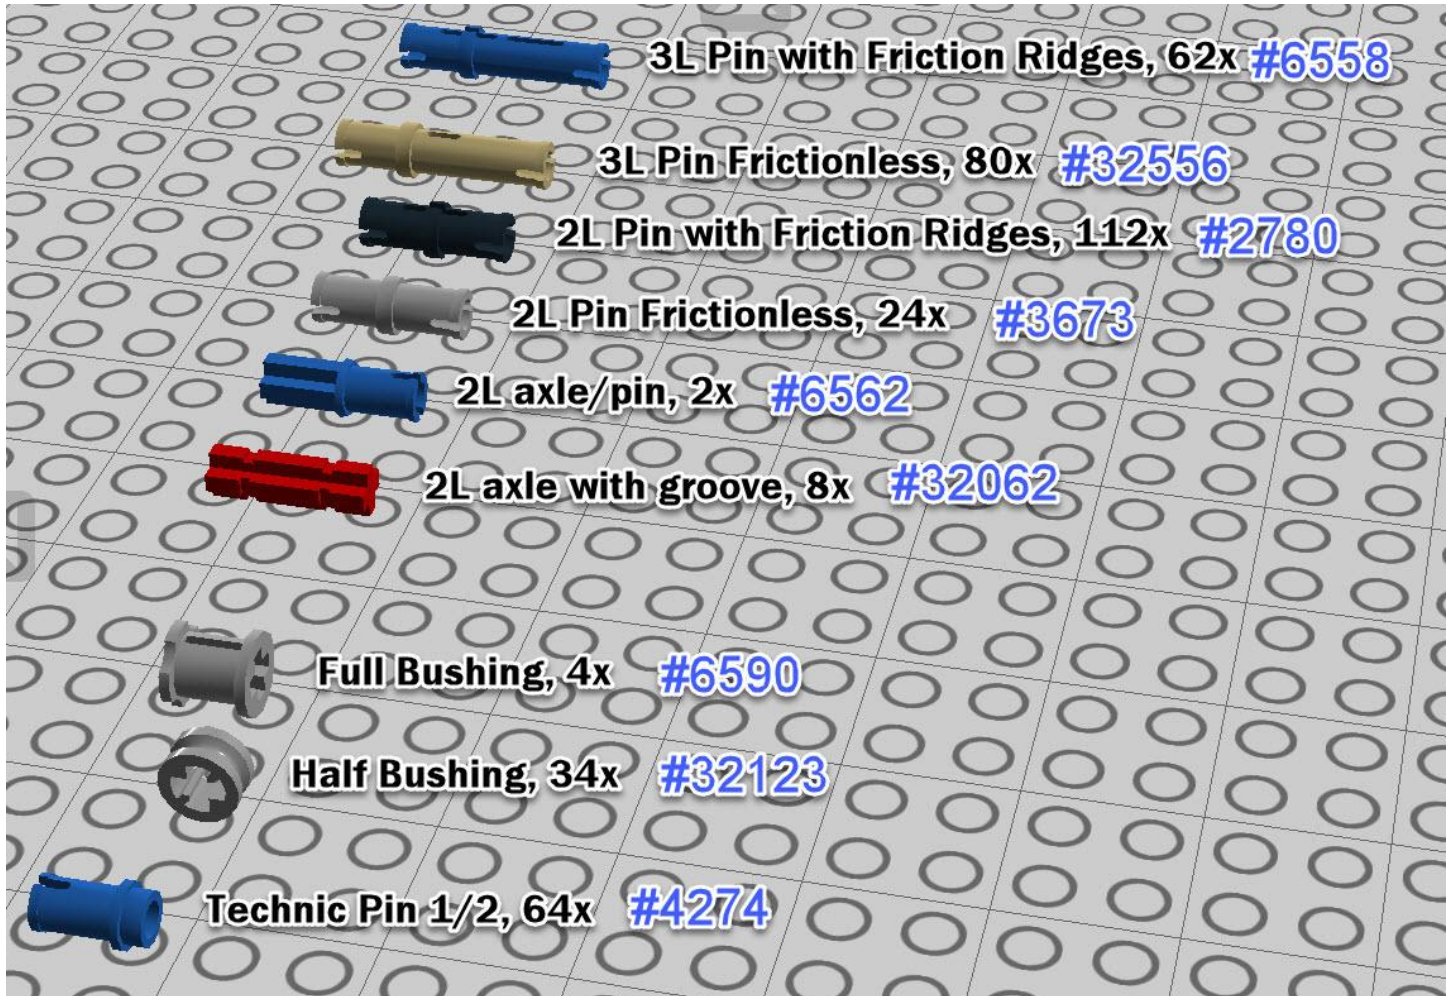 3L Pin with Friction Ridges, 62x #6558
3L Pin Frictionless, 80x #32556
2L Pin with Friction Ridges, 112x #2780
2L Pin Frictionless, 24x #3673
2L axle/pin, 2x #6562
2L axle with groove, 8x #32062
Full Bushing, 4x #6590
Half Bushing, 34x #32123
Technic Pin 1/2, 64x #4274